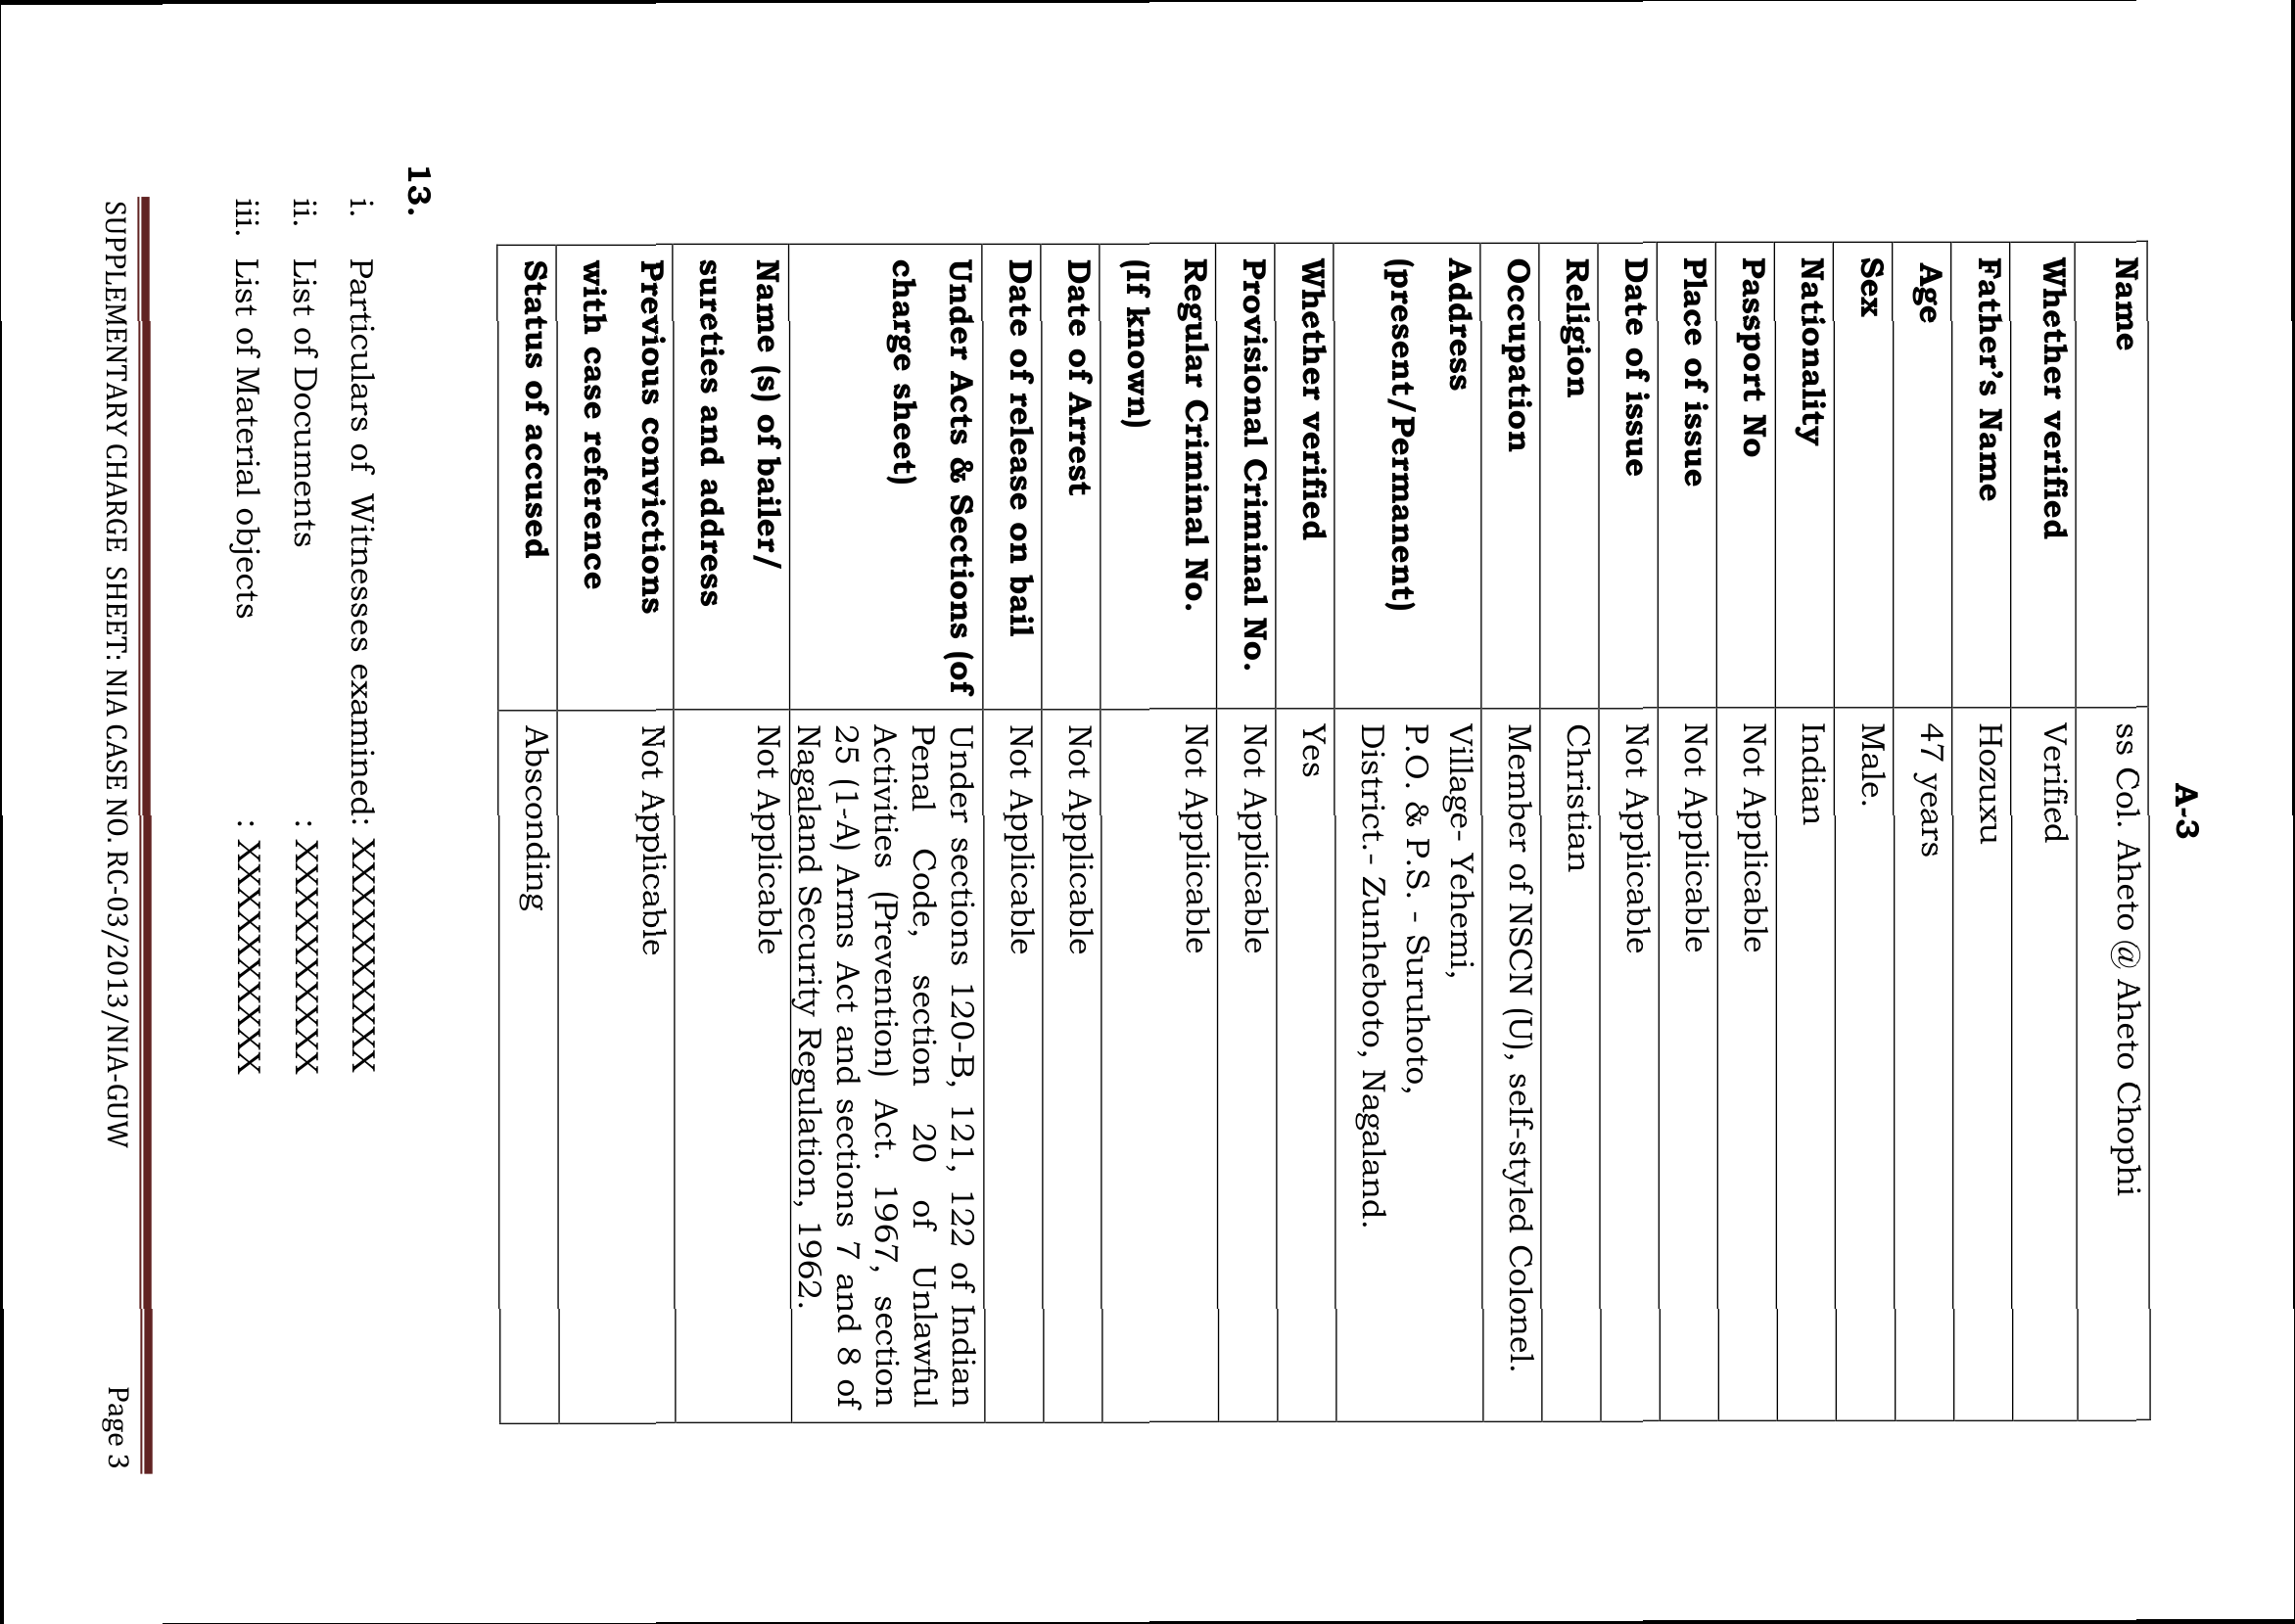 A-3
Name ss Col. Aheto @ Aheto Chophi
Whether verified Verified
Father's Name Hozuxu
Age 47 years
Sex Male.
Nationality Indian
Passport No Not Applicable
Place of issue Not Applicable
Date of issue Not Applicable
Religion Christian
Occupation Member of NSCN (U), self-styled Colonel.
Address Village- Yehemi,
(present/Permanent) P.O. & P.S. - Suruhoto,
District.- Zunheboto, Nagaland.
Whether verified Yes
Provisional Criminal No. Not Applicable
Regular Criminal No. Not Applicable
(If known)
Date of Arrest Not Applicable
Date of release on bail Not Applicable
Under Acts & Sections (of Under sections 120-B, 121, 122 of Indian
charge sheet) Penal Code, section 20 of Unlawful
Activities (Prevention) Act. 1967, section
25 (1-A) Arms Act and sections 7 and 8 of
Nagaland Security Regulation, 1962.
Name (s) of bailer/ Not Applicable
sureties and address
Previous convictions Not Applicable
with case reference
Status of accused Absconding
13.
i. Particulars of Witnesses examined: XXXXXXXXXX
ii. List of Documents : XXXXXXXXXX
iii. List of Material objects : XXXXXXXXXX
SUPPLEMENTARY CHARGE SHEET: NIA CASE NO. RC-03/2013/NIA-GUW Page 3